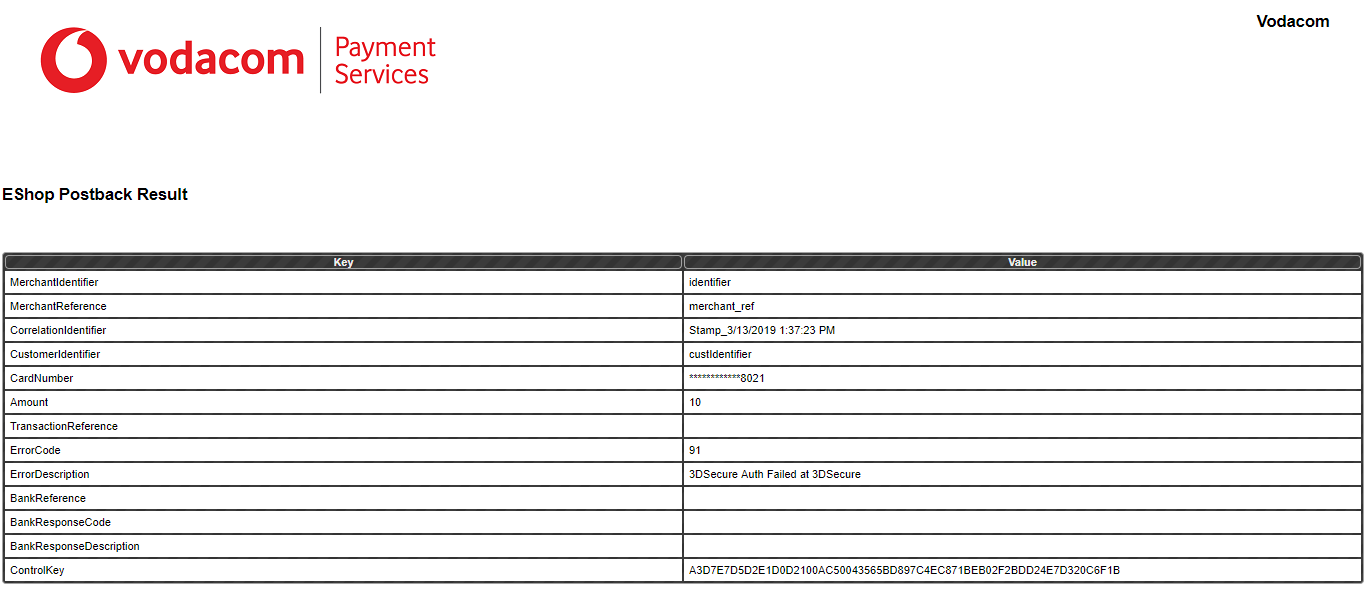 Vodacom
vodacom
Payment
Services
EShop Postback Result
Key Value
MerchantIdentifier identifier
MerchantReference merchant_ref
CorrelationIdentifier Stamp_3/13/2019 1:37:23 PM
CustomerIdentifier custIdentifier
CardNumber ************8021
Amount 10
TransactionReference
ErrorCode 91
ErrorDescription 3DSecure Auth Failed at 3DSecure
BankReference
BankResponseCode
BankResponseDescription
ControlKey A3D7E7D5D2E1D0D2100AC50043565BD897C4EC871BEB02F2BDD24E7D320C6F1B